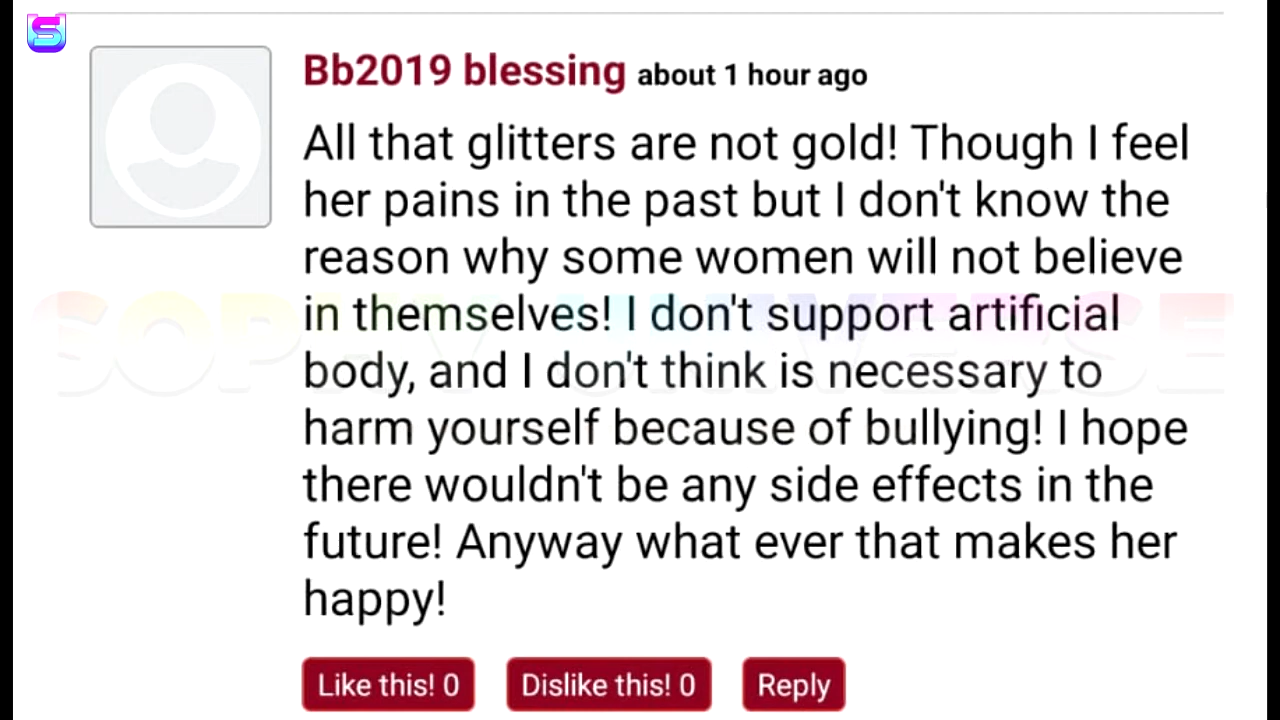 S
Bb2019 blessing about 1 hour ago
All that glitters are not gold! Though I feel
her pains in the past but I don't know the
reason why some women will not believe
in themselves! I don't support artificial
body, and I don't think is necessary to
harm yourself because of bullying! I hope
there wouldn't be any side effects in the
future! Anyway what ever that makes her
happy!
Like this! 0 Dislike this! 0 Reply